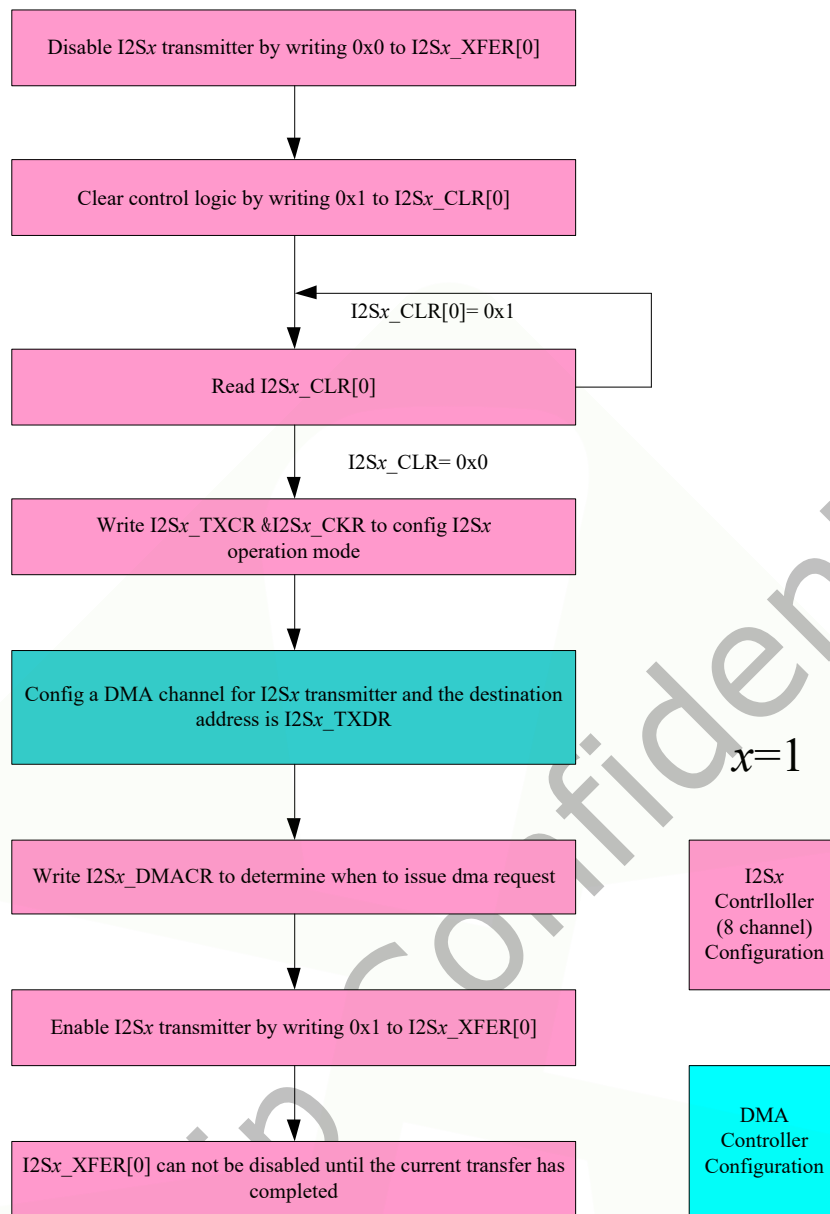 Disable I2Sx transmitter by writing 0x0 to I2Sx_XFER[0]
Clear control logic by writing 0x1 to I2Sx_CLR[0]
I2Sx_CLR[0]= 0x1
Read I2Sx_CLR[0]
I2Sx_CLR= 0x0
Write I2Sx_TXCR &I2Sx_CKR to config I2Sx
operation mode
Config a DMA channel for I2Sx transmitter and the destination
address is I2Sx_TXDR
x=1
Write I2Sx_DMACR to determine when to issue dma request
I2Sx
Contrlloller
(8 channel)
Configuration
Enable I2Sx transmitter by writing 0x1 to I2Sx_XFER[0]
DMA
Controller
Configuration
I2Sx_XFER[0] can not be disabled until the current transfer has
completed